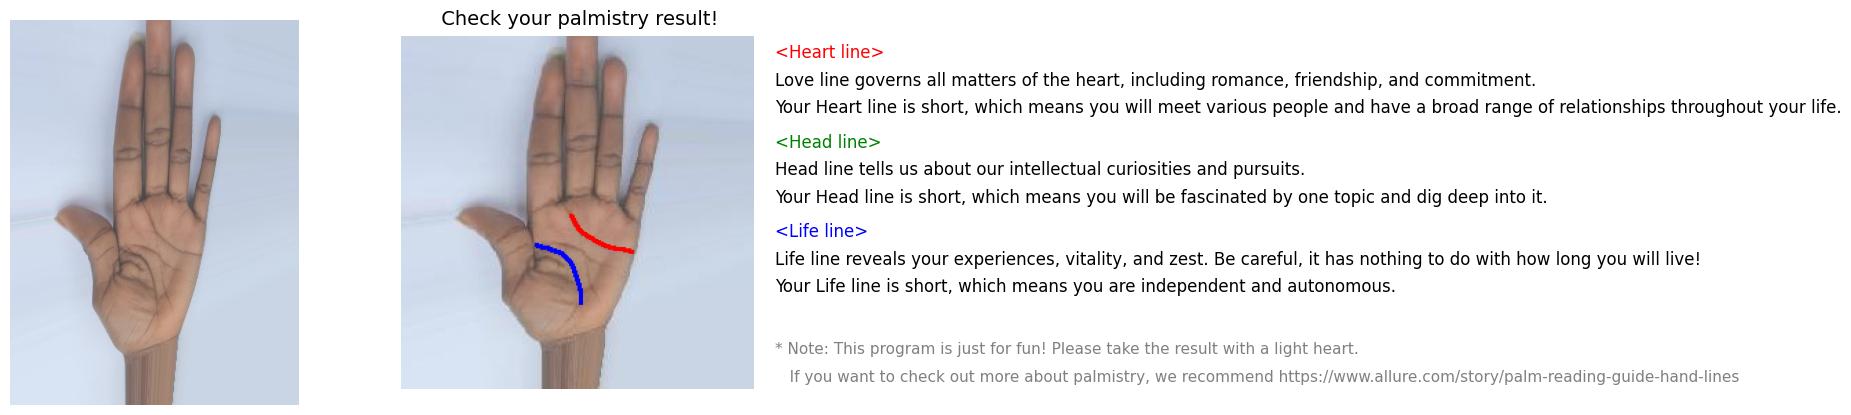 Check your palmistry result!
<Heart line>
Love line governs all matters of the heart, including romance, friendship, and commitment.
Your Heart line is short, which means you will meet various people and have a broad range of relationships throughout your life.
<Head line>
Head line tells us about our intellectual curiosities and pursuits.
Your Head line is short, which means you will be fascinated by one topic and dig deep into it.
<Life line>
Life line reveals your experiences, vitality, and zest. Be careful, it has nothing to do with how long you will live!
Your Life line is short, which means you are independent and autonomous.
* Note: This program is just for fun! Please take the result with a light heart.
If you want to check out more about palmistry, we recommend https://www.allure.com/story/palm-reading-guide-hand-lines